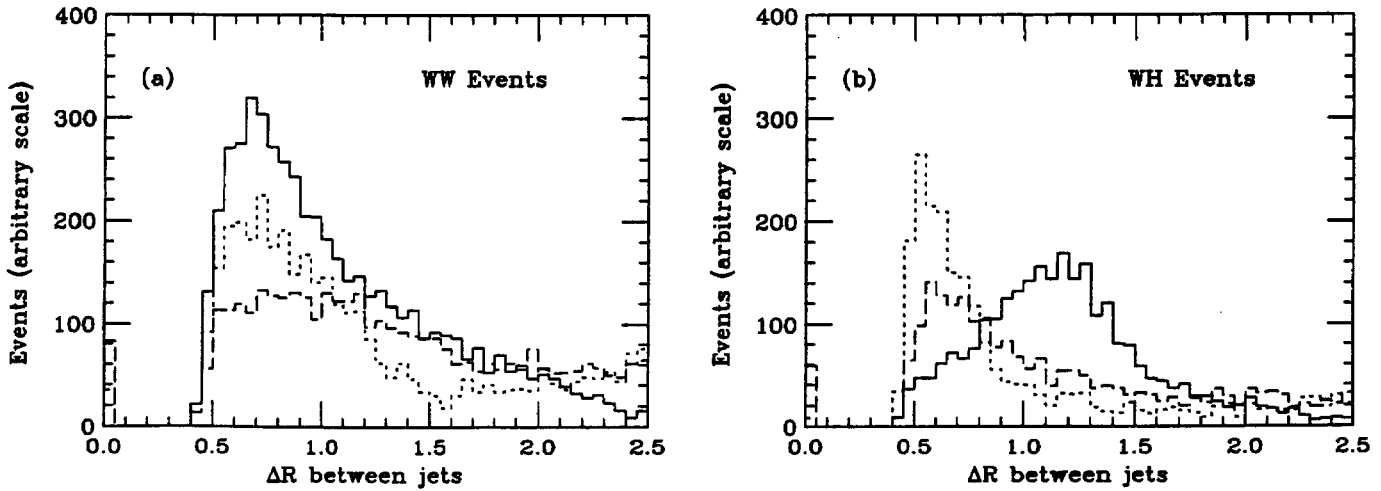 400
300
200
100
0
Events (arbitrary scale)
(a)
WW Events
0.0 0.5 1.0 1.5 2.0 2.5
ΔR between jets
400
300
200
100
0
Events (arbitrary scale)
(b)
WH Events
0.0 0.5 1.0 1.5 2.0 2.5
ΔR between jets